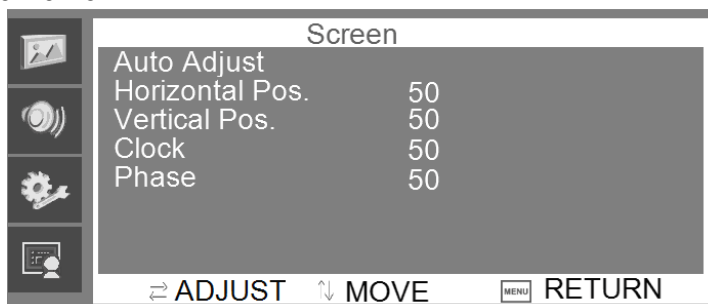 Screen
Auto Adjust
Horizontal Pos. 50
Vertical Pos. 50
Clock 50
Phase 50
ADJUST MOVE MENU RETURN